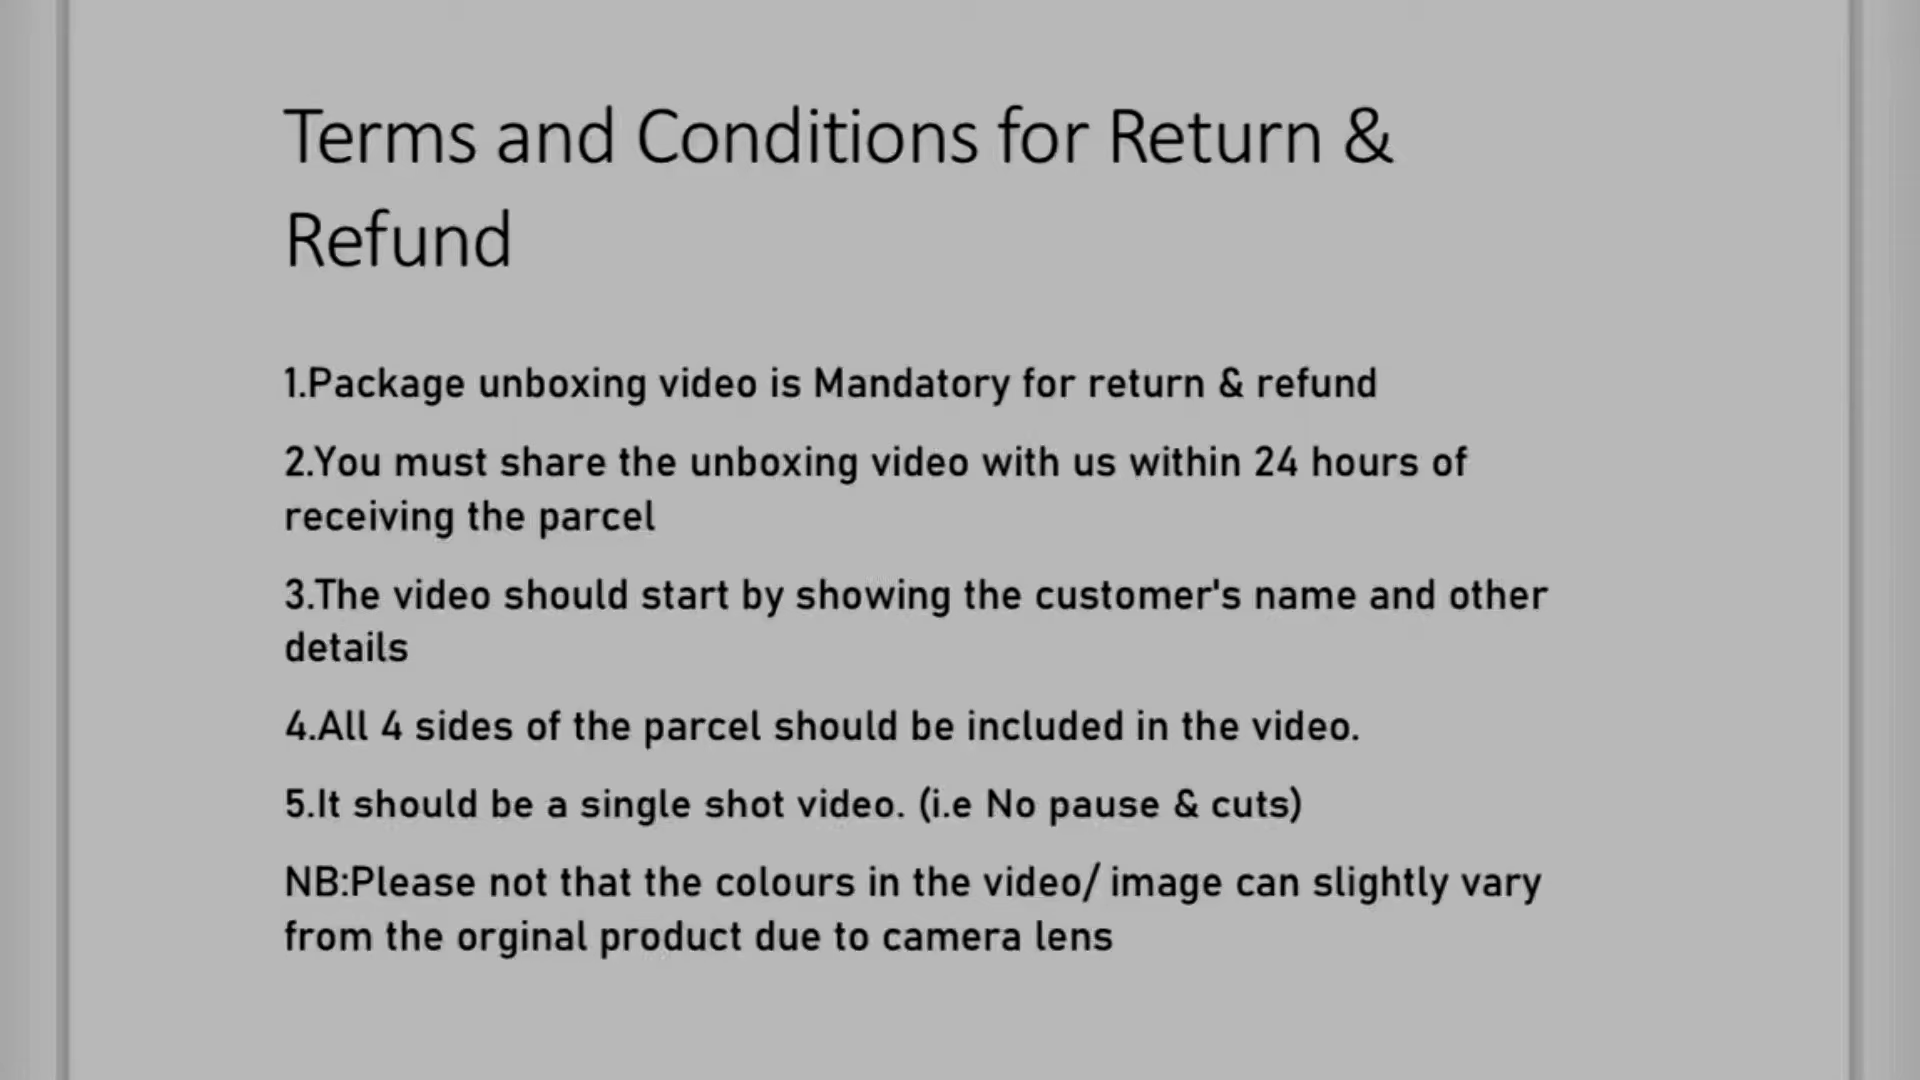 Terms and Conditions for Return &
Refund
1.Package unboxing video is Mandatory for return & refund
2.You must share the unboxing video with us within 24 hours of
receiving the parcel
3.The video should start by showing the customer's name and other
details
4.All 4 sides of the parcel should be included in the video.
5.It should be a single shot video. (i.e No pause & cuts)
NB:Please not that the colours in the video/ image can slightly vary
from the orginal product due to camera lens